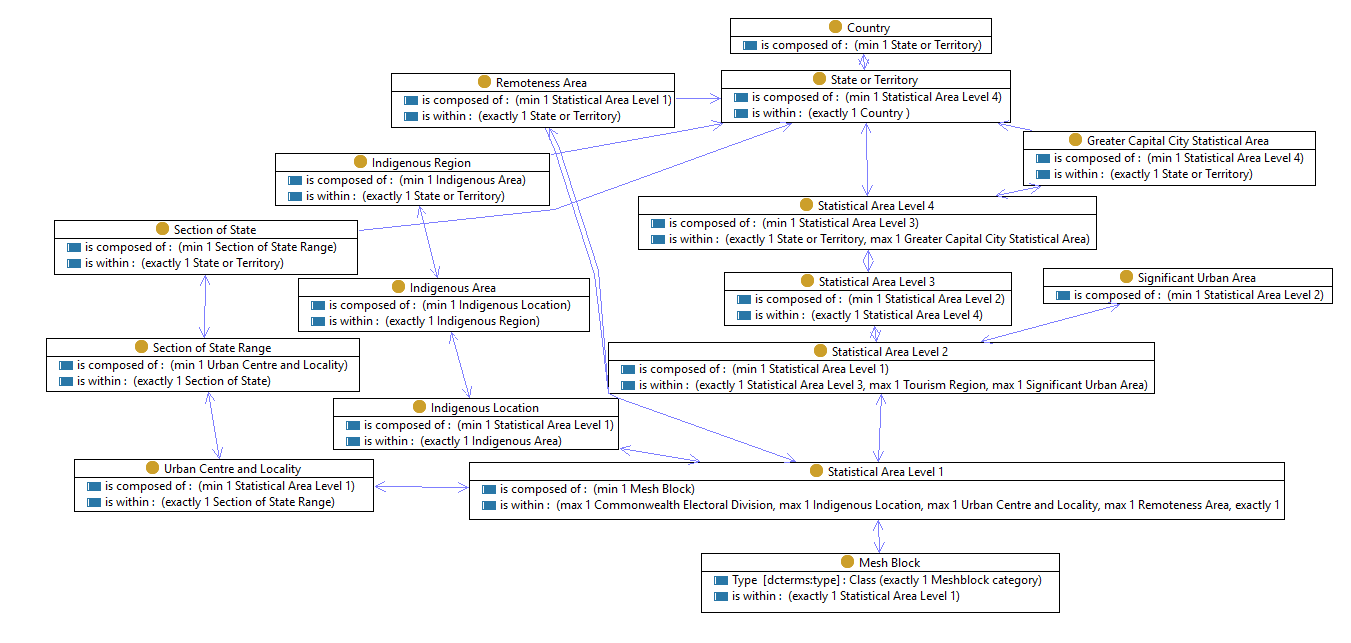 Country
is composed of : (min 1 State or Territory)
Remoteness Area
is composed of : (min 1 Statistical Area Level 1)
is within : (exactly 1 State or Territory)
State or Territory
is composed of : (min 1 Statistical Area Level 4)
is within : (exactly 1 Country )
Greater Capital City Statistical Area
is composed of : (min 1 Statistical Area Level 4)
is within : (exactly 1 State or Territory)
Indigenous Region
is composed of : (min 1 Indigenous Area)
is within : (exactly 1 State or Territory)
Statistical Area Level 4
is composed of : (min 1 Statistical Area Level 3)
is within : (exactly 1 State or Territory, max 1 Greater Capital City Statistical Area)
Section of State
is composed of : (min 1 Section of State Range)
is within : (exactly 1 State or Territory)
Indigenous Area
is composed of : (min 1 Indigenous Location)
is within : (exactly 1 Indigenous Region)
Statistical Area Level 3
is composed of : (min 1 Statistical Area Level 2)
is within : (exactly 1 Statistical Area Level 4)
Significant Urban Area
is composed of : (min 1 Statistical Area Level 2)
Section of State Range
is composed of : (min 1 Urban Centre and Locality)
is within : (exactly 1 Section of State)
Statistical Area Level 2
is composed of : (min 1 Statistical Area Level 1)
is within : (exactly 1 Statistical Area Level 3, max 1 Tourism Region, max 1 Significant Urban Area)
Indigenous Location
is composed of : (min 1 Statistical Area Level 1)
is within : (exactly 1 Indigenous Area)
Urban Centre and Locality
is composed of : (min 1 Statistical Area Level 1)
is within : (exactly 1 Section of State Range)
Statistical Area Level 1
is composed of : (min 1 Mesh Block)
is within : (max 1 Commonwealth Electoral Division, max 1 Indigenous Location, max 1 Urban Centre and Locality, max 1 Remoteness Area, exactly 1
Mesh Block
Type [dcterms:type] : Class (exactly 1 Meshblock category)
is within : (exactly 1 Statistical Area Level 1)